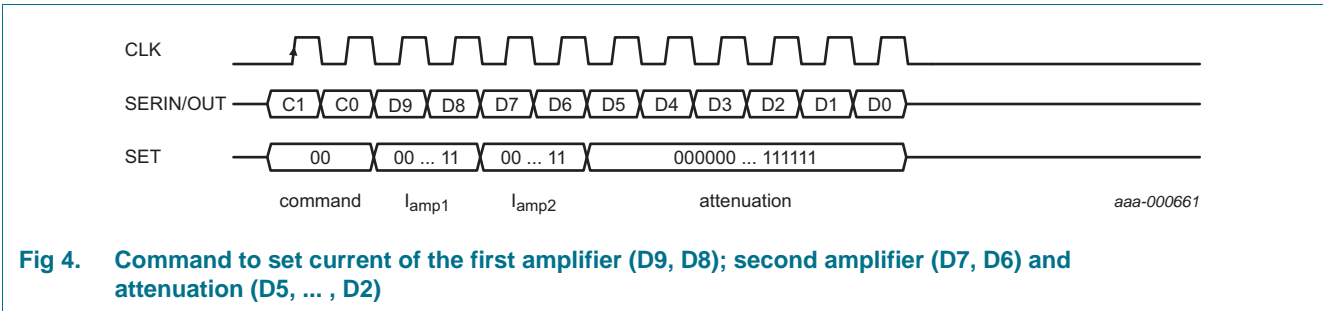 CLK
SERIN/OUT C1 C0 D9 D8 D7 D6 D5 D4 D3 D2 D1 D0
SET 00 00 ... 11 00 ... 11 000000 ... 111111
command Iamp1 Iamp2 attenuation aaa-000661
Fig 4. Command to set current of the first amplifier (D9, D8); second amplifier (D7, D6) and
attenuation (D5, ... , D2)